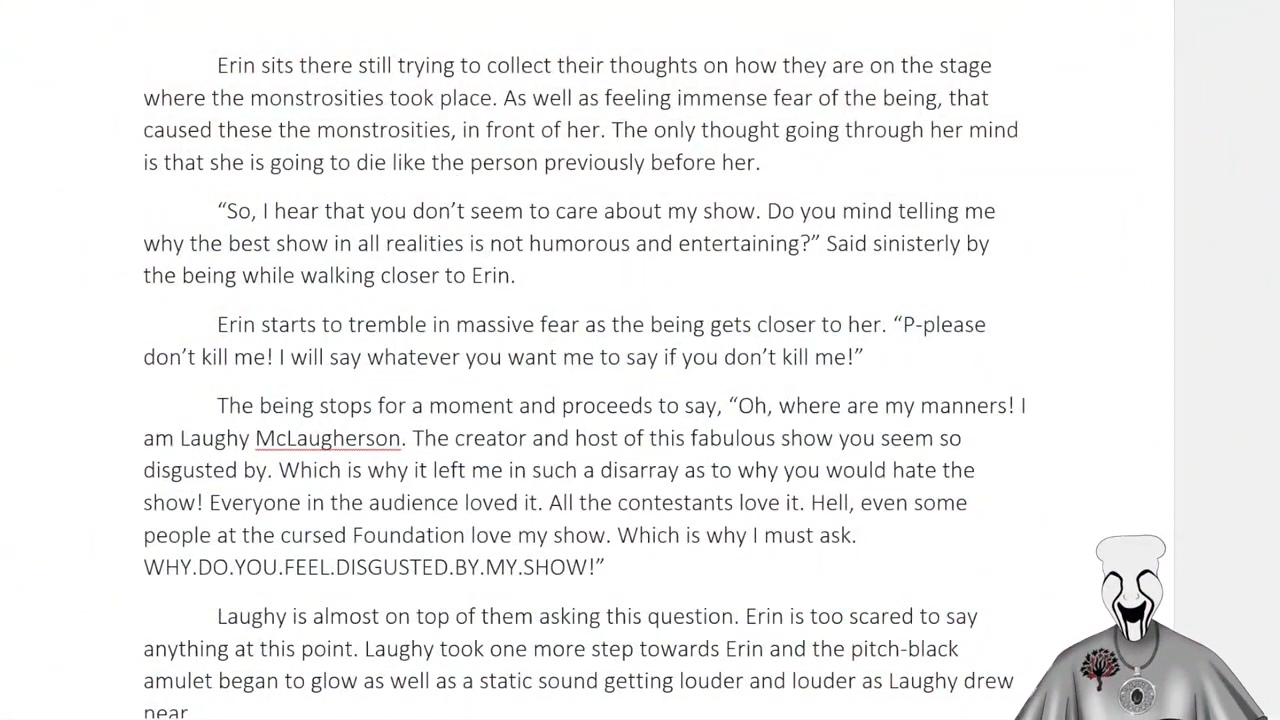 Erin sits there still trying to collect their thoughts on how they are on the stage
where the monstrosities took place. As well as feeling immense fear of the being, that
caused these the monstrosities, in front of her. The only thought going through her mind
is that she is going to die like the person previously before her.
“So, I hear that you don’t seem to care about my show. Do you mind telling me
why the best show in all realities is not humorous and entertaining?” Said sinisterly by
the being while walking closer to Erin.
Erin starts to tremble in massive fear as the being gets closer to her. “P-please
don’t kill me! I will say whatever you want me to say if you don’t kill me!”
The being stops for a moment and proceeds to say, “Oh, where are my manners! I
am Laughy McLaugherson. The creator and host of this fabulous show you seem so
disgusted by. Which is why it left me in such a disarray as to why you would hate the
show! Everyone in the audience loved it. All the contestants love it. Hell, even some
people at the cursed Foundation love my show. Which is why I must ask.
WHY.DO.YOU.FEEL.DISGUSTED.BY.MY.SHOW!”
Laughy is almost on top of them asking this question. Erin is too scared to say
anything at this point. Laughy took one more step towards Erin and the pitch-black
amulet began to glow as well as a static sound getting louder and louder as Laughy drew
near